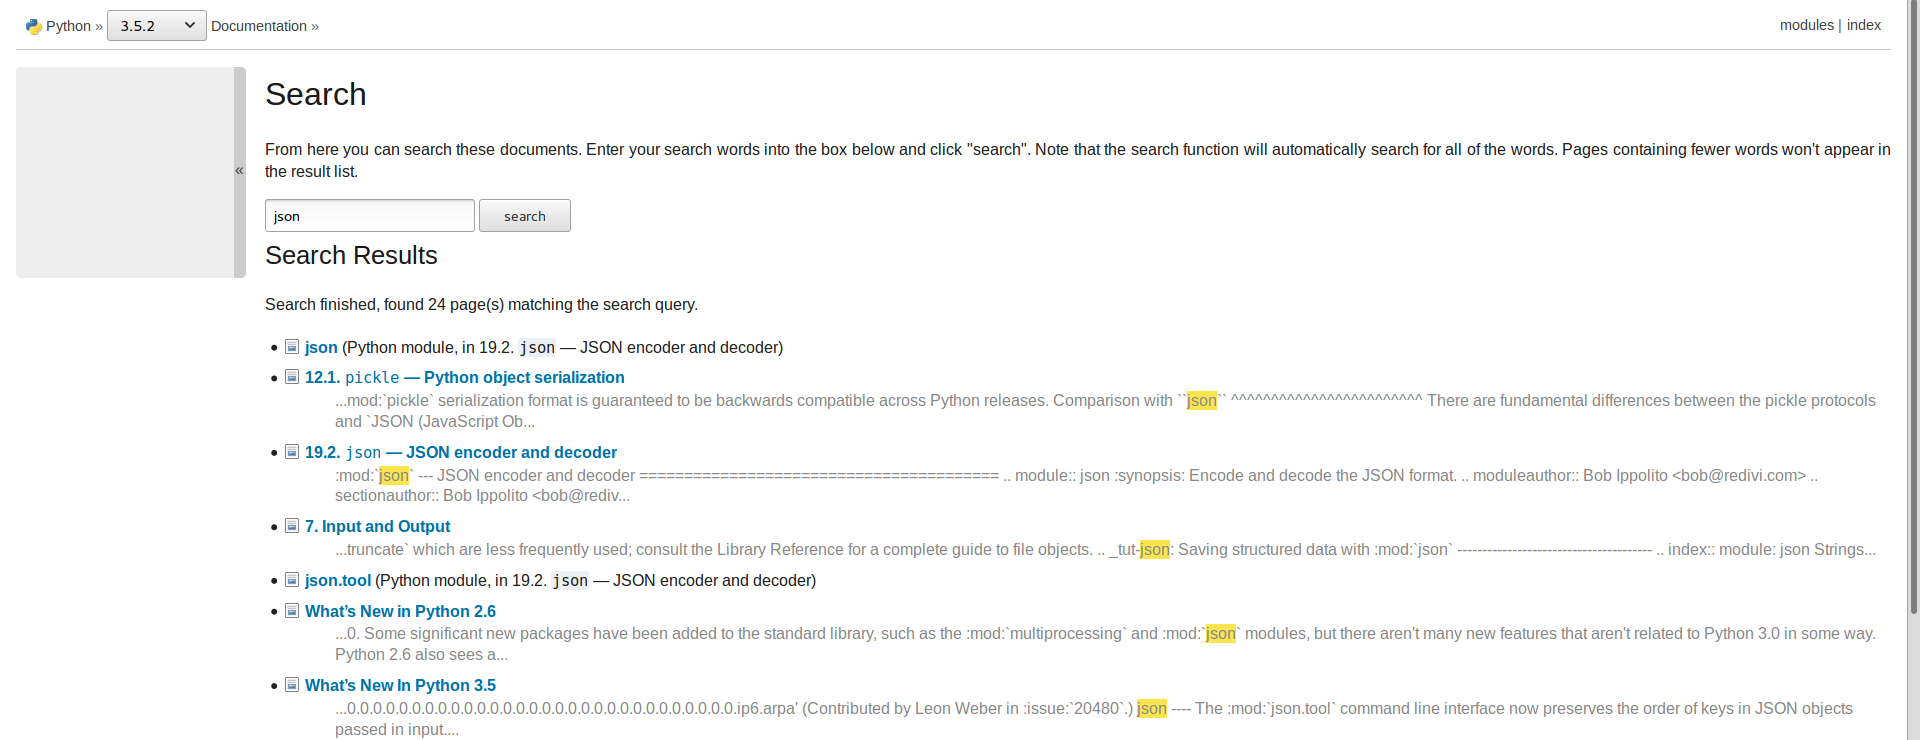 Python » 3.5.2 Documentation » modules | index
«
Search
From here you can search these documents. Enter your search words into the box below and click "search". Note that the search function will automatically search for all of the words. Pages containing fewer words won't appear in
the result list.
json search
Search Results
Search finished, found 24 page(s) matching the search query.
• json (Python module, in 19.2. json — JSON encoder and decoder)
• 12.1. pickle — Python object serialization
...mod:`pickle` serialization format is guaranteed to be backwards compatible across Python releases. Comparison with ``json`` ^^^^^^^^^^^^^^^^^^^^^^^^ There are fundamental differences between the pickle protocols
and `JSON (JavaScript Ob...
• 19.2. json — JSON encoder and decoder
:mod:`json` --- JSON encoder and decoder ======================================= .. module:: json :synopsis: Encode and decode the JSON format. .. moduleauthor:: Bob Ippolito <bob@redivi.com> ..
sectionauthor:: Bob Ippolito <bob@rediv...
• 7. Input and Output
...truncate` which are less frequently used; consult the Library Reference for a complete guide to file objects. .. _tut-json: Saving structured data with :mod:`json` --------------------------------------- .. index:: module: json Strings...
• json.tool (Python module, in 19.2. json — JSON encoder and decoder)
• What’s New in Python 2.6
...0. Some significant new packages have been added to the standard library, such as the :mod:`multiprocessing` and :mod:`json` modules, but there aren't many new features that aren't related to Python 3.0 in some way.
Python 2.6 also sees a...
• What’s New In Python 3.5
...0.0.0.0.0.0.0.0.0.0.0.0.0.0.0.0.0.0.0.0.0.0.0.0.0.0.0.0.0.0.ip6.arpa' (Contributed by Leon Weber in :issue:`20480`.) json ---- The :mod:`json.tool` command line interface now preserves the order of keys in JSON objects
passed in input....